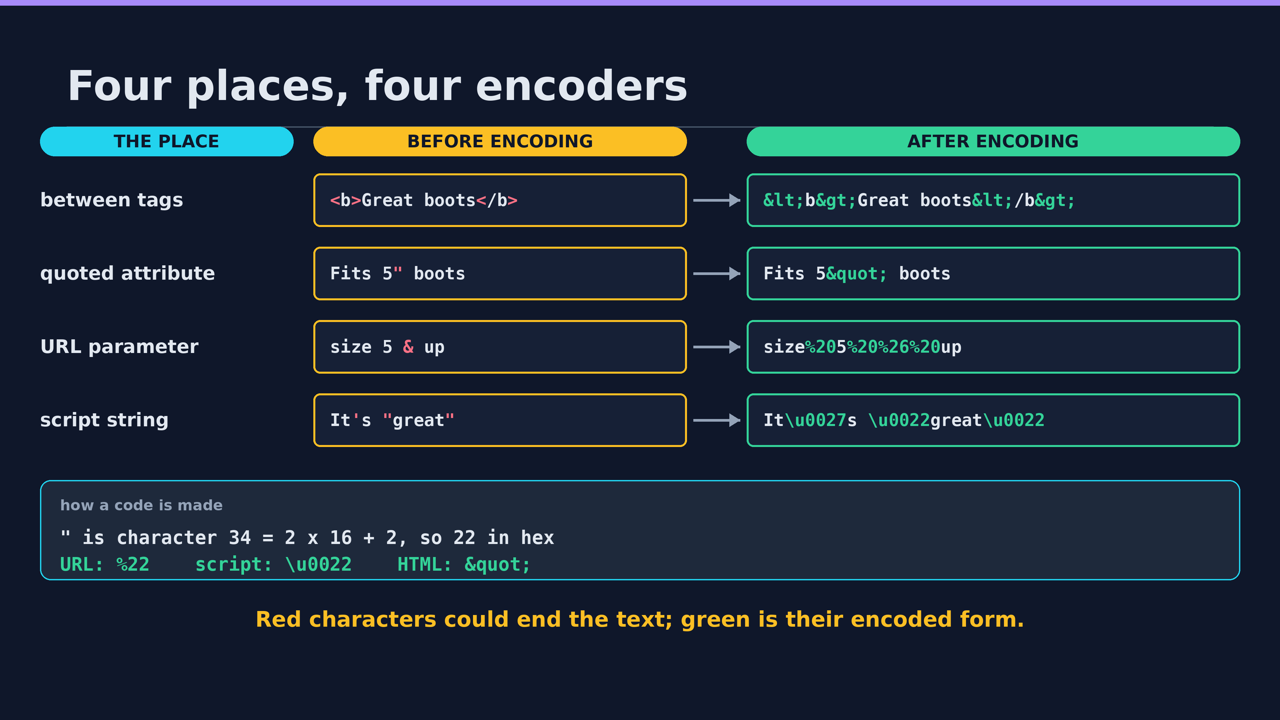 Four places, four encoders
THE PLACE BEFORE ENCODING AFTER ENCODING
between tags <b>Great boots</b> &lt;b&gt;Great boots&lt;/b&gt;
quoted attribute Fits 5" boots Fits 5&quot; boots
URL parameter size 5 & up size%205%20%26%20up
script string It's "great" It\u0027s \u0022great\u0022
how a code is made
" is character 34 = 2 x 16 + 2, so 22 in hex
URL: %22 script: \u0022 HTML: &quot;
Red characters could end the text; green is their encoded form.